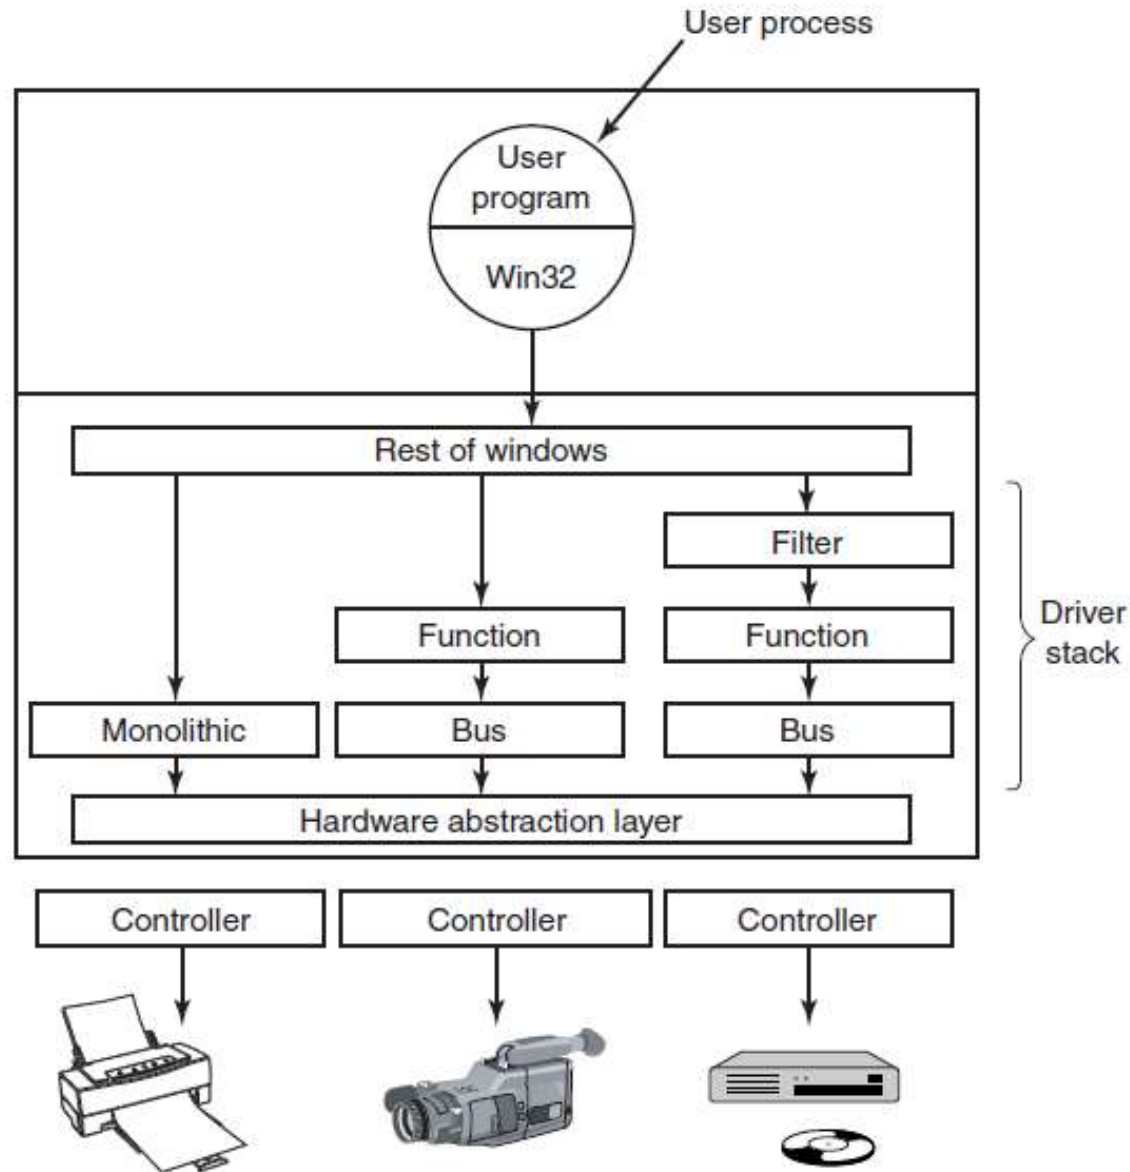 User process
User
program
Win32
Rest of windows
Filter
Function
Function
Driver
stack
Monolithic
Bus
Bus
Hardware abstraction layer
Controller
Controller
Controller